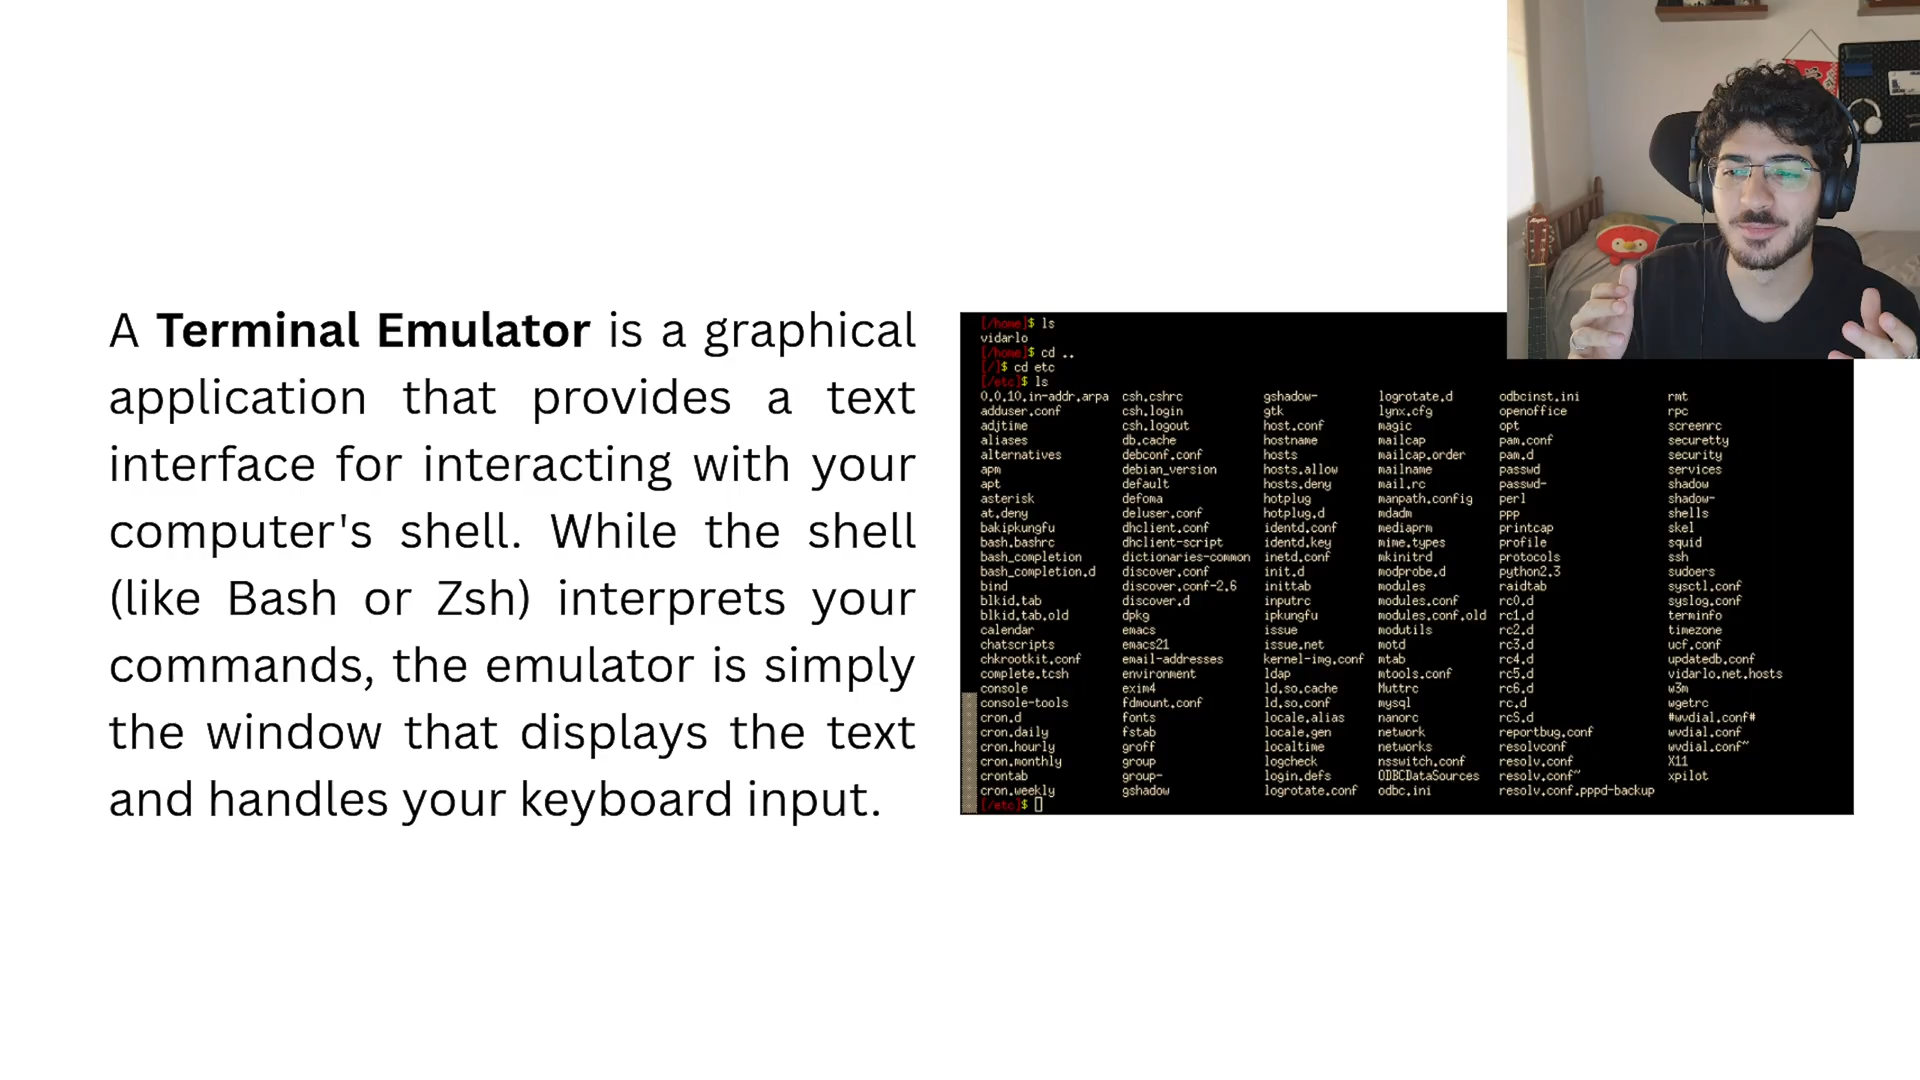 A Terminal Emulator is a graphical
application that provides a text
interface for interacting with your
computer's shell. While the shell
(like Bash or Zsh) interprets your
commands, the emulator is simply
the window that displays the text
and handles your keyboard input.
[/home]$ ls
vidarlo
[/home]$ cd ..
[/]$ cd etc
[/etc]$ ls
0.0.10.in-addr.arpa csh.cshrc gshadow- logrotate.d odbcinst.ini rmt
adduser.conf csh.login gtk lynx.cfg openoffice rpc
adjtime csh.logout host.conf magic opt screenrc
aliases db.cache hostname mailcap pam.conf securetty
alternatives debconf.conf hosts mailcap.order pam.d security
apm debian_version hosts.allow mailname passwd services
apt default hosts.deny mail.rc passwd- shadow
asterisk defoma hotplug manpath.config perl shadow-
at.deny deluser.conf hotplug.d mdadm ppp shells
bakipkungfu dhclient.conf identd.conf mediaprm printcap skel
bash.bashrc dhclient-script identd.key mime.types profile squid
bash_completion dictionaries-common inetd.conf mkinitrd protocols ssh
bash_completion.d discover.conf init.d modprobe.d python2.3 sudoers
bind discover.conf-2.6 inittab modules raidtab sysctl.conf
blkid.tab discover.d inputrc modules.conf rc0.d syslog.conf
blkid.tab.old dpkg ipkungfu modules.conf.old rc1.d terminfo
calendar emacs issue modutils rc2.d timezone
chatscripts emacs21 issue.net motd rc3.d ucf.conf
chkrootkit.conf email-addresses kernel-img.conf mtab rc4.d updatedb.conf
complete.tcsh environment ldap mtools.conf rc5.d vidarlo.net.hosts
console exim4 ld.so.cache Muttrc rc6.d w3m
console-tools fdmount.conf ld.so.conf mysql rc.d wgetrc
cron.d fonts locale.alias nanorc rcS.d #wvdial.conf#
cron.daily fstab locale.gen network reportbug.conf wvdial.conf
cron.hourly groff localtime networks resolvconf wvdial.conf~
cron.monthly group logcheck nsswitch.conf resolv.conf X11
crontab group- login.defs ODBCDataSources resolv.conf~ xpilot
cron.weekly gshadow logrotate.conf odbc.ini resolv.conf.pppd-backup
[/etc]$